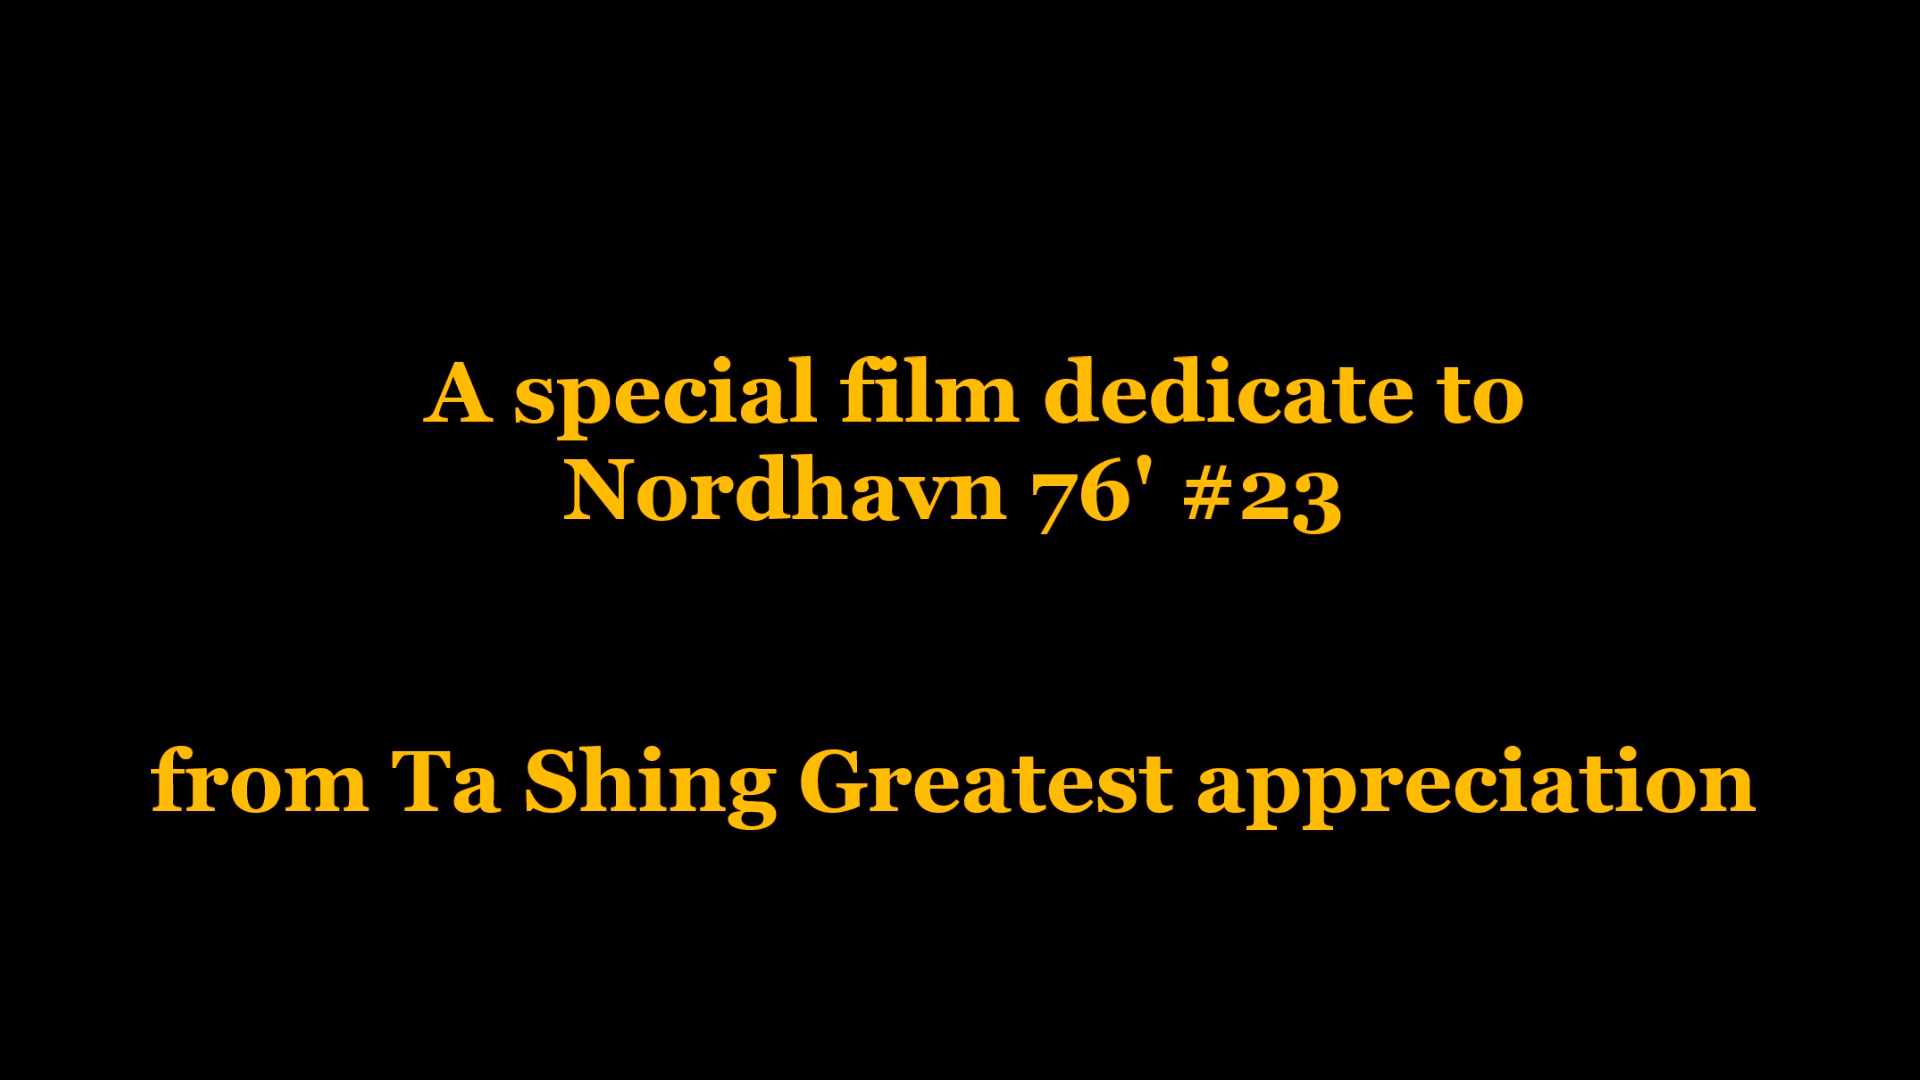 A special film dedicate to
Nordhavn 76' #23
from Ta Shing Greatest appreciation